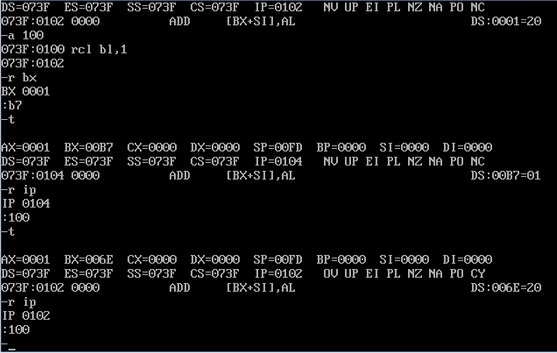 DS=073F  ES=073F  SS=073F  CS=073F  IP=0102   NV UP EI PL NZ NA PO NC
073F:0102 0000          ADD     [BX+SI],AL                         DS:0001=20
-a 100
073F:0100 rcl bl,1
073F:0102
-r bx
BX 0001
:b7
-t
AX=0001  BX=00B7  CX=0000  DX=0000  SP=00FD  BP=0000  SI=0000  DI=0000
DS=073F  ES=073F  SS=073F  CS=073F  IP=0104   NV UP EI PL NZ NA PO NC
073F:0104 0000          ADD     [BX+SI],AL                         DS:00B7=01
-r ip
IP 0104
:100
-t
AX=0001  BX=006E  CX=0000  DX=0000  SP=00FD  BP=0000  SI=0000  DI=0000
DS=073F  ES=073F  SS=073F  CS=073F  IP=0102   OV UP EI PL NZ NA PO CY
073F:0102 0000          ADD     [BX+SI],AL                         DS:006E=20
-r ip
IP 0102
:100
-_